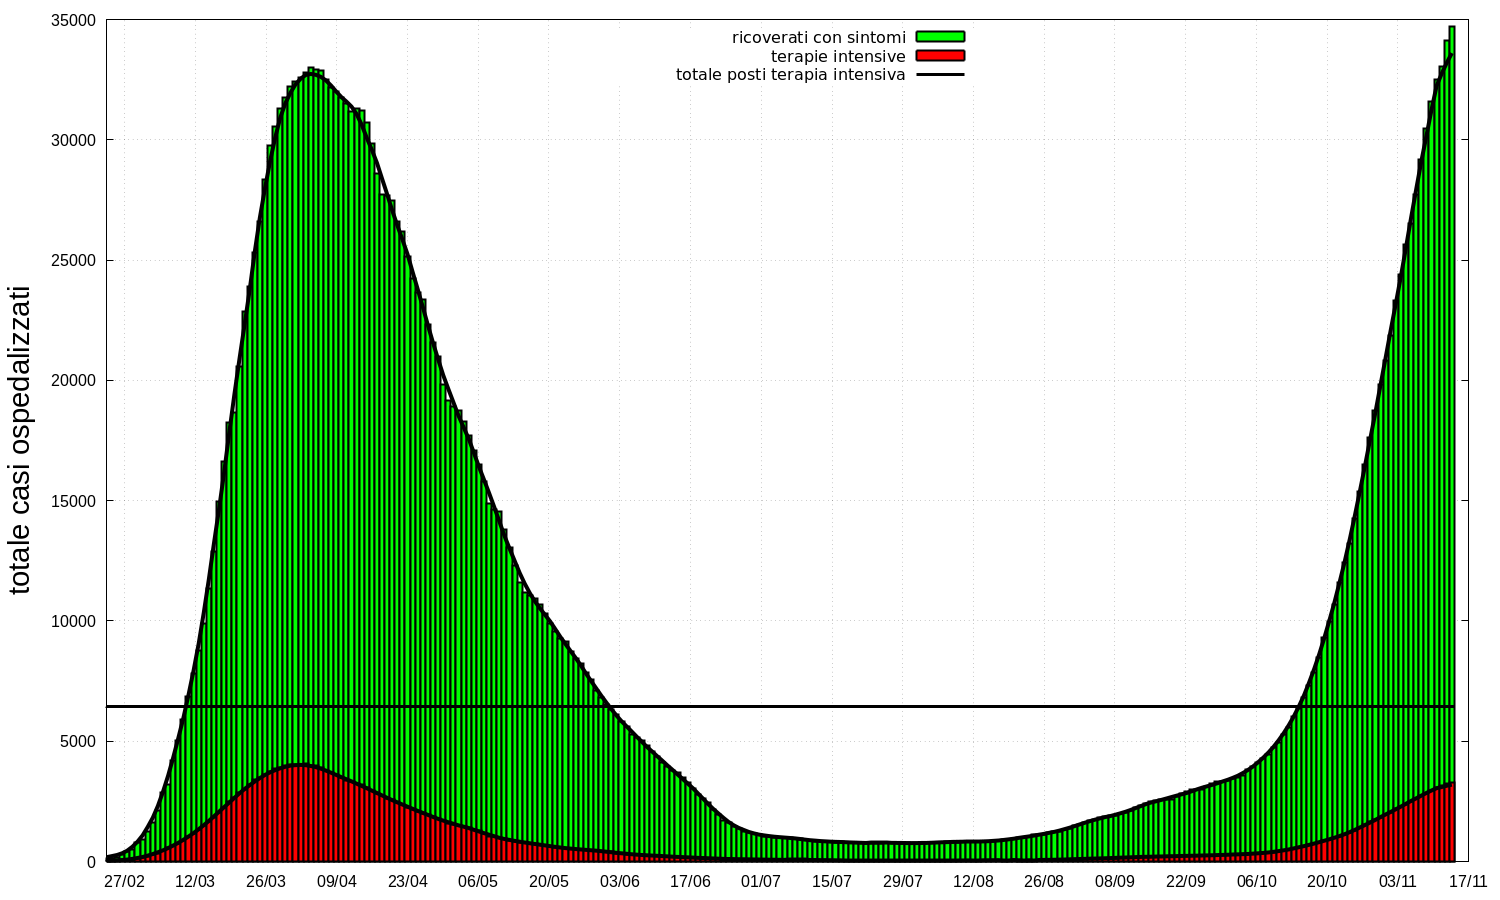 35000
30000
25000
20000
15000
10000
5000
0
totale casi ospedalizzati
ricoverati con sintomi
terapie intensive
totale posti terapia intensiva
27/02 12/03 26/03 09/04 23/04 06/05 20/05 03/06 17/06 01/07 15/07 29/07 12/08 26/08 08/09 22/09 06/10 20/10 03/11 17/11